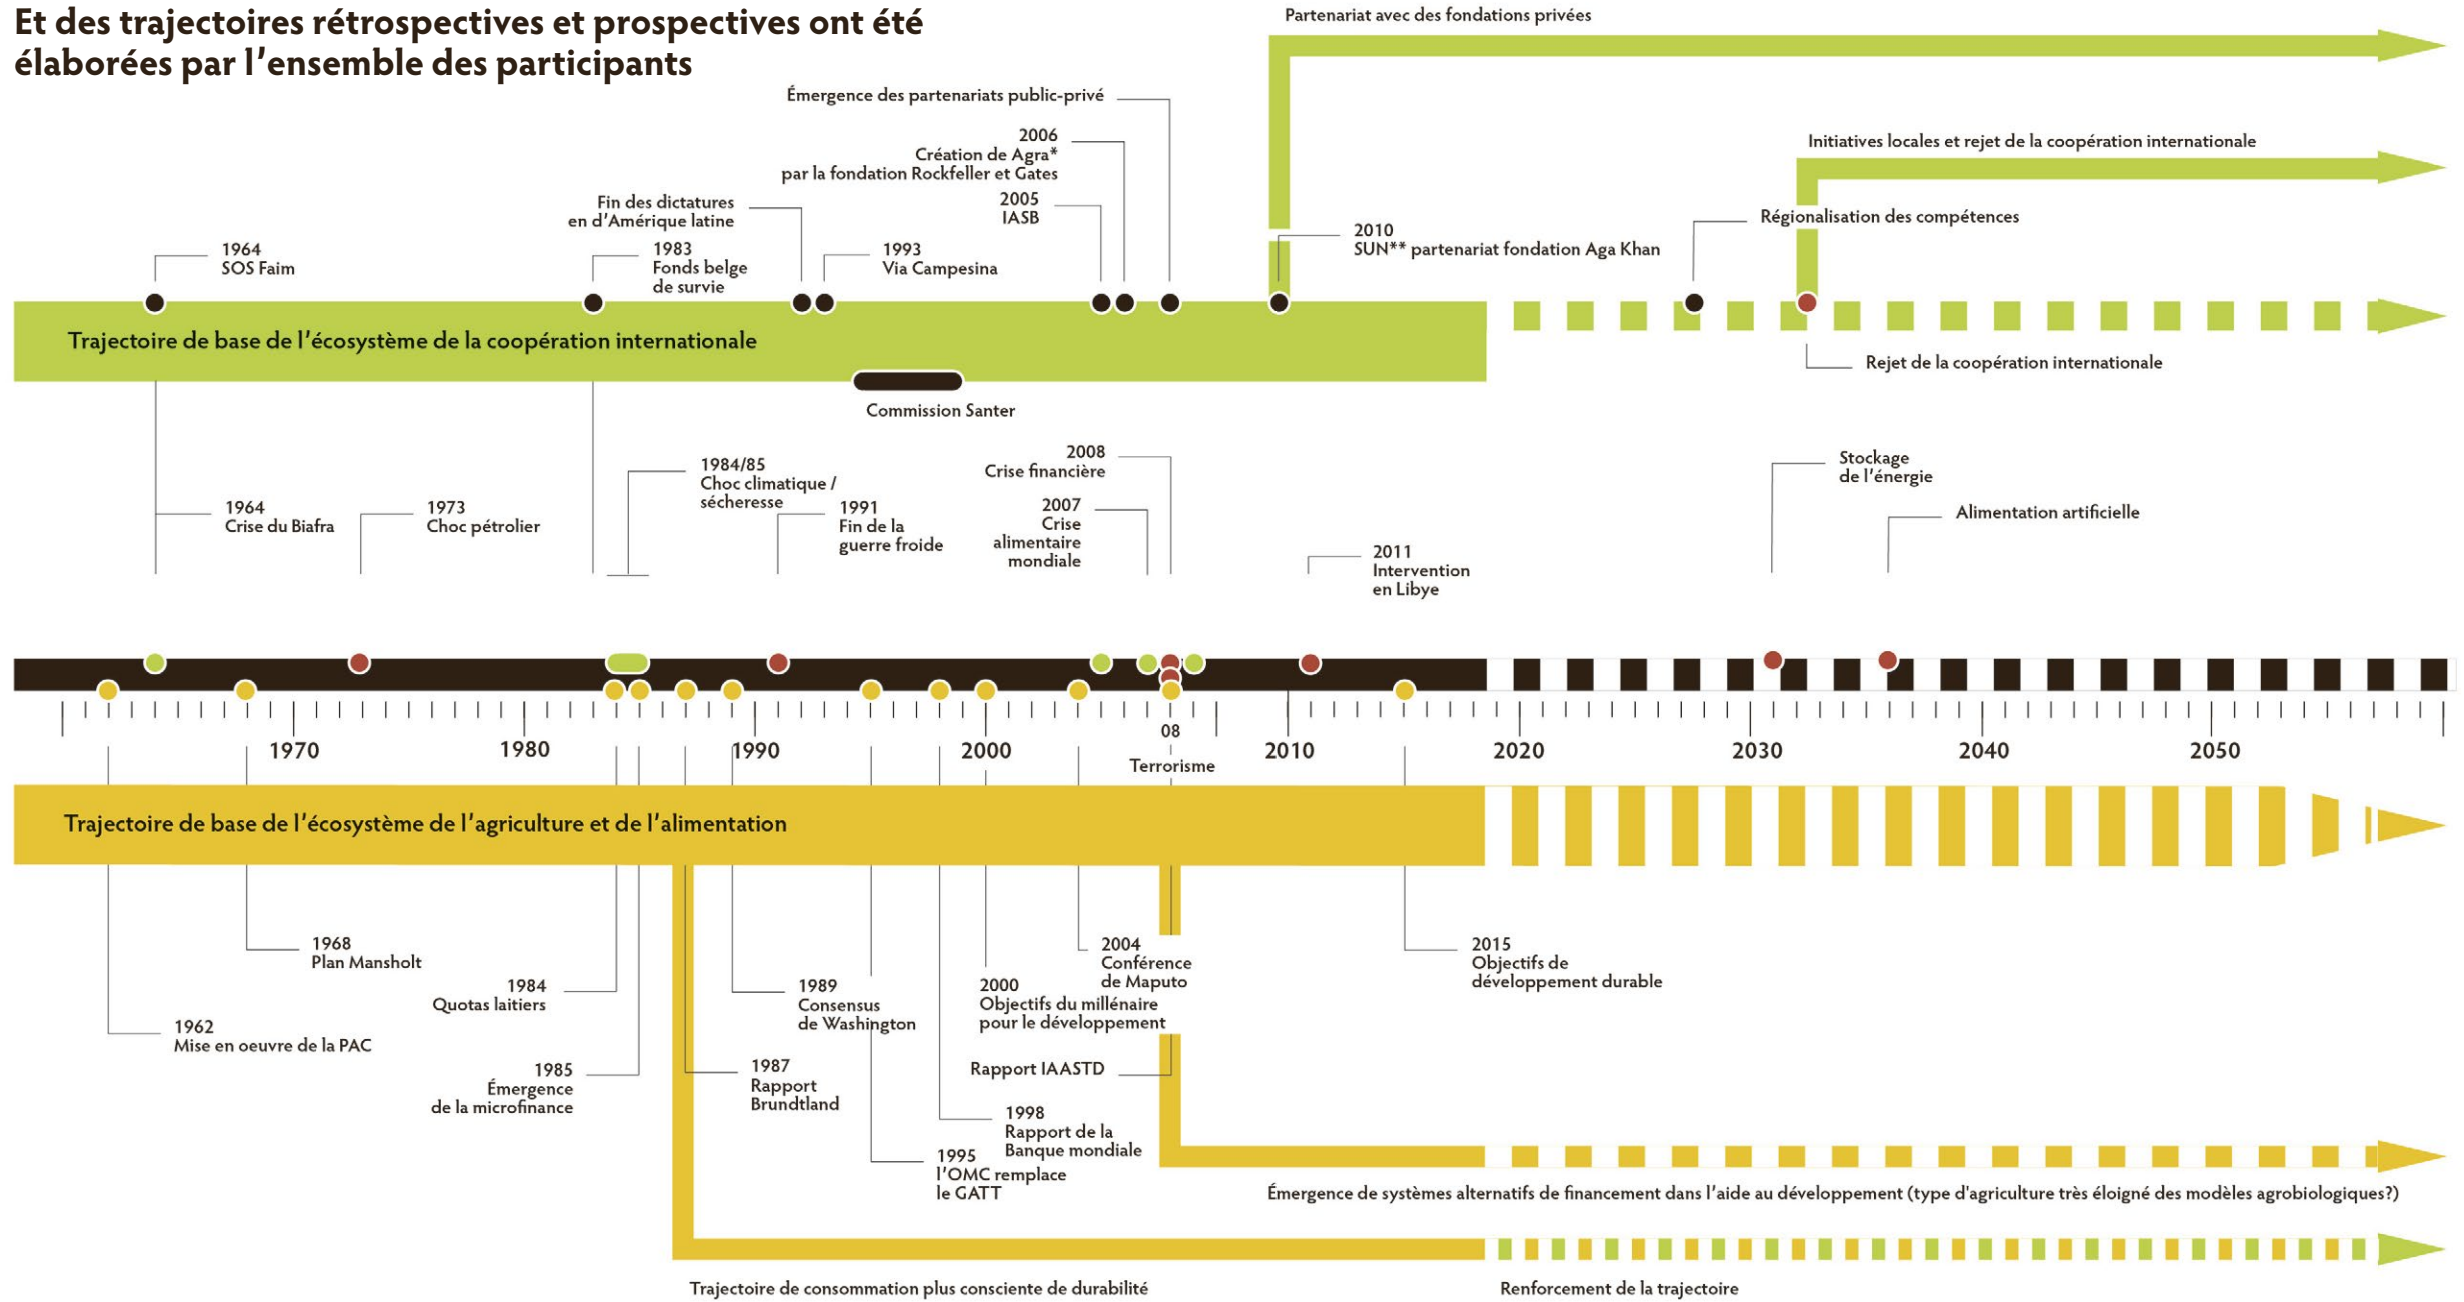 Et des trajectoires rétrospectives et prospectives ont été
élaborées par l'ensemble des participants
Partenariat avec des fondations privées
Émergence des partenariats public-privé
2006
Création de Agra*
par la fondation Rockfeller et Gates
Initiatives locales et rejet de la coopération internationale
Fin des dictatures
en d'Amérique latine
2005
IASB
Régionalisation des compétences
2010
SUN** partenariat fondation Aga Khan
1964
SOS Faim
1983
Fonds belge
de survie
1993
Via Campesina
Trajectoire de base de l'écosystème de la coopération internationale
Rejet de la coopération internationale
Commission Santer
1984/85
Choc climatique /
sécheresse
2008
Crise financière
Stockage
de l'énergie
1964
Crise du Biafra
1973
Choc pétrolier
1991
Fin de la
guerre froide
2007
Crise
alimentaire
mondiale
Alimentation artificielle
2011
Intervention
en Libye
1970
1980
1990
2000
08
2010
2020
2030
2040
2050
Terrorisme
Trajectoire de base de l'écosystème de l'agriculture et de l'alimentation
1968
Plan Mansholt
2004
Conférence
de Maputo
2015
Objectifs de
développement durable
1984
Quotas laitiers
1989
Consensus
de Washington
2000
Objectifs du millénaire
pour le développement
1962
Mise en oeuvre de la PAC
1985
Émergence
de la microfinance
1987
Rapport
Brundtland
Rapport IAASTD
1998
Rapport de la
Banque mondiale
1995
l'OMC remplace
le GATT
Émergence de systèmes alternatifs de financement dans l'aide au développement (type d'agriculture très éloigné des modèles agrobiologiques?)
Trajectoire de consommation plus consciente de durabilité
Renforcement de la trajectoire